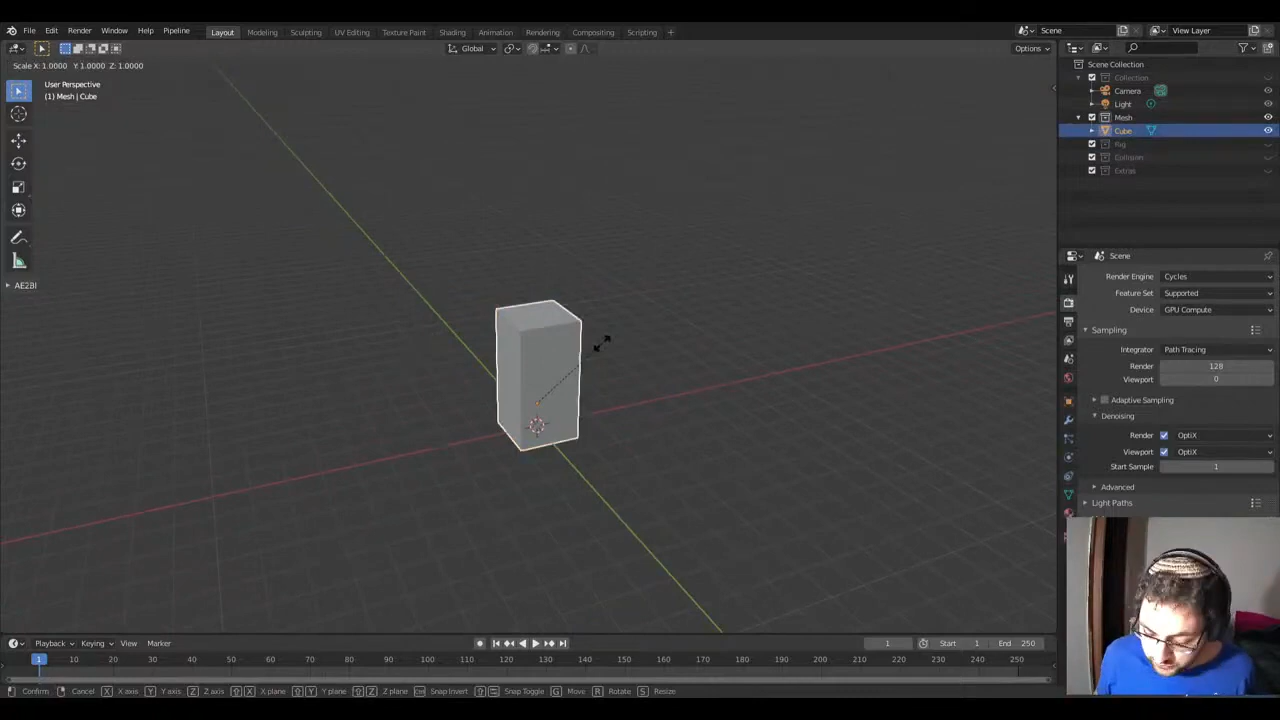 File Edit Render Window Help Pipeline Layout Modeling Sculpting UV Editing Texture Paint Shading Animation Rendering Compositing Scripting + Scene View Layer
Global Options
Scale X: 1.0000 Y: 1.0000 Z: 1.0000
User Perspective
(1) Mesh | Cube
AE2BI
Scene Collection
Collection
Camera
Light
Mesh
Cube
Rig
Collision
Extras
Scene
Render Engine Cycles
Feature Set Supported
Device GPU Compute
Sampling
Integrator Path Tracing
Render 128
Viewport 0
Adaptive Sampling
Denoising
Render OptiX
Viewport OptiX
Start Sample 1
Advanced
Light Paths
Playback Keying View Marker 1 Start 1 End 250
1 10 20 30 40 50 60 70 80 90 100 110 120 130 140 150 160 170 180 190 200 210 220 230 240 250
Confirm Cancel X X axis Y Y axis Z Z axis X X plane Y Y plane Z Z plane Snap Invert Snap Toggle G Move R Rotate S Resize